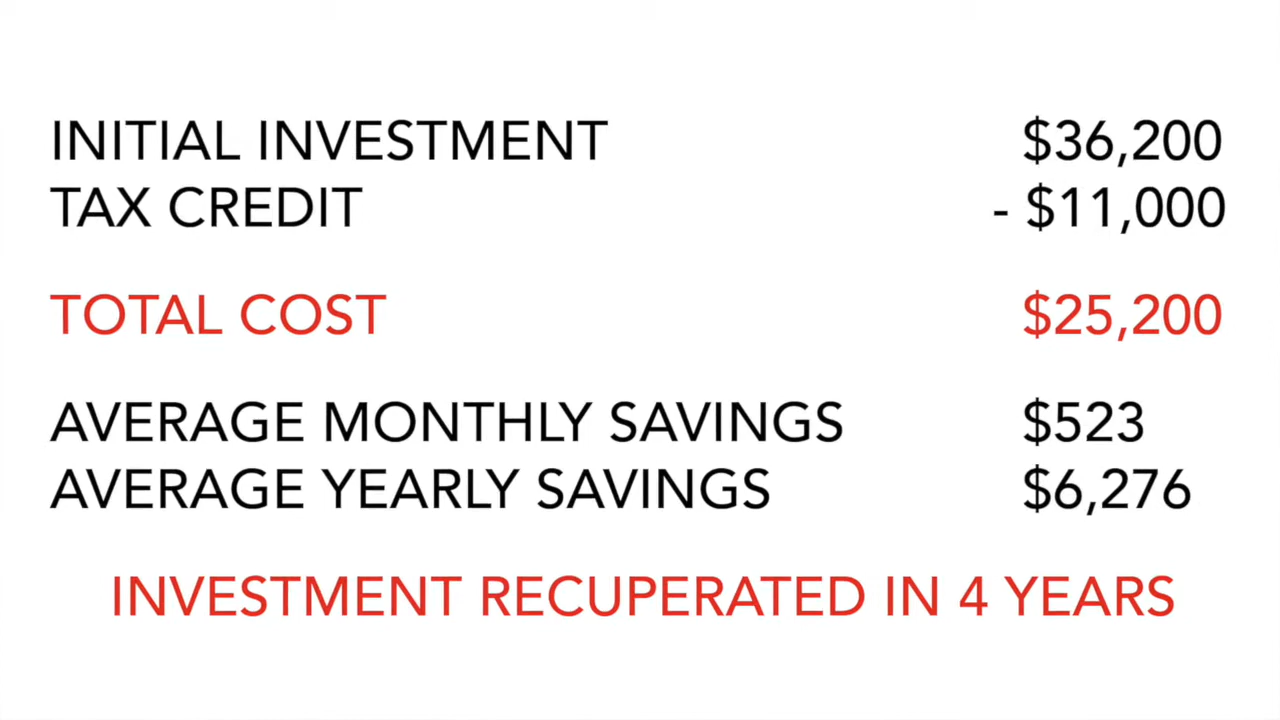 INITIAL INVESTMENT $36,200
TAX CREDIT - $11,000
TOTAL COST $25,200
AVERAGE MONTHLY SAVINGS $523
AVERAGE YEARLY SAVINGS $6,276
INVESTMENT RECUPERATED IN 4 YEARS